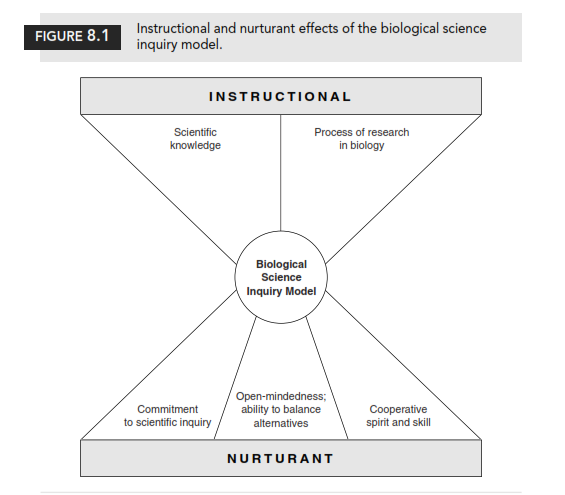 FIGURE 8.1
Instructional and nurturant effects of the biological science
inquiry model.
INSTRUCTIONAL
Scientific
knowledge
Process of research
in biology
Biological
Science
Inquiry Model
Commitment
to scientific inquiry
Open-mindedness;
ability to balance
alternatives
Cooperative
spirit and skill
NURTURANT